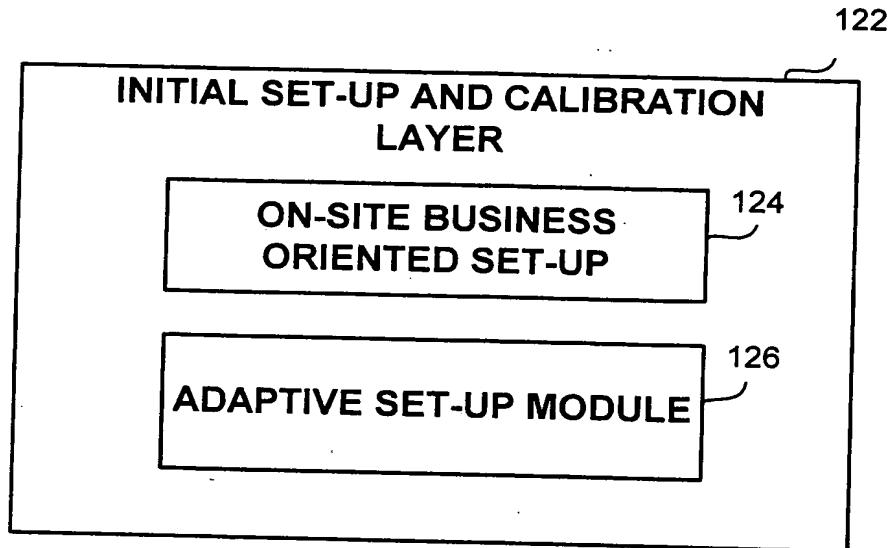 122
INITIAL SET-UP AND CALIBRATION
LAYER
124
ON-SITE BUSINESS
ORIENTED SET-UP
126
ADAPTIVE SET-UP MODULE